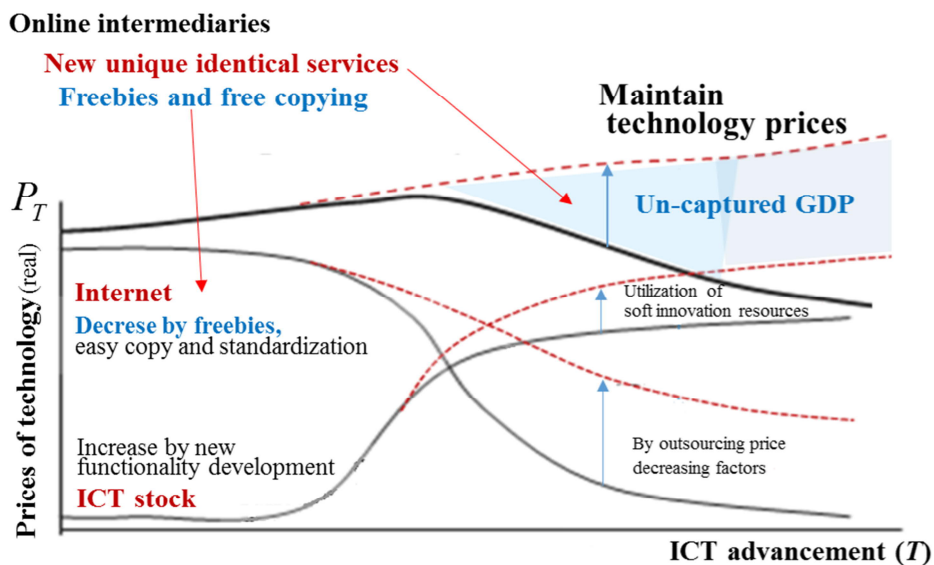 Online intermediaries
New unique identical services
Freebies and free copying
Maintain
technology prices
P_T
Un-captured GDP
Prices of technology (real)
Internet
Decrese by freebies,
easy copy and standardization
Utilization of
soft innovation resources
Increase by new
functionality development
ICT stock
By outsourcing price
decreasing factors
ICT advancement (T)